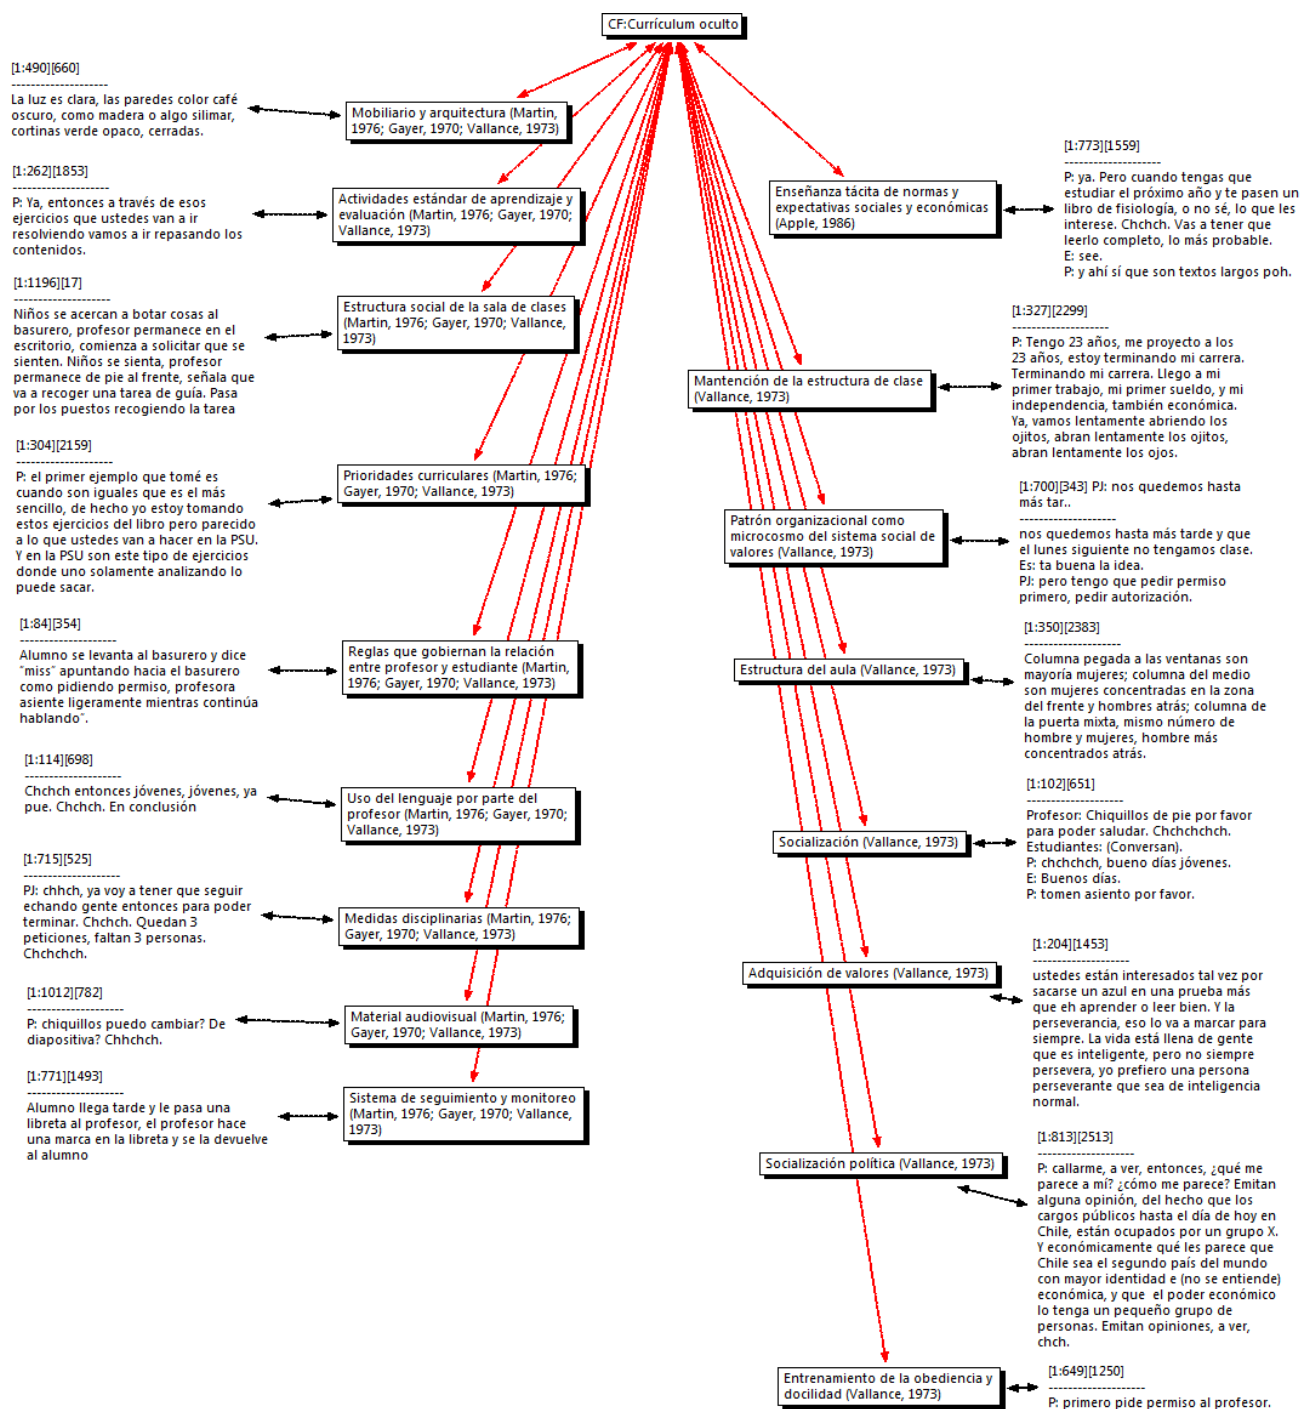 CF:Currículum oculto
[1:490][660]
--------------------
La luz es clara, las paredes color café
oscuro, como madera o algo silimar,
cortinas verde opaco, cerradas.
Mobiliario y arquitectura (Martin,
1976; Gayer, 1970; Vallance, 1973)
[1:262][1853]
--------------------
P: Ya, entonces a través de esos
ejercicios que ustedes van a ir
resolviendo vamos a ir repasando los
contenidos.
Actividades estándar de aprendizaje y
evaluación (Martin, 1976; Gayer, 1970;
Vallance, 1973)
[1:1196][17]
--------------------
Niños se acercan a botar cosas al
basurero, profesor permanece en el
escritorio, comienza a solicitar que se
sienten. Niños se sienta, profesor
permanece de pie al frente, señala que
va a recoger una tarea de guía. Pasa
por los puestos recogiendo la tarea
Estructura social de la sala de clases
(Martin, 1976; Gayer, 1970; Vallance,
1973)
[1:304][2159]
--------------------
P: el primer ejemplo que tomé es
cuando son iguales que es el más
sencillo, de hecho yo estoy tomando
estos ejercicios del libro pero parecido
a lo que ustedes van a hacer en la PSU.
Y en la PSU son este tipo de ejercicios
donde uno solamente analizando lo
puede sacar.
Prioridades curriculares (Martin, 1976;
Gayer, 1970; Vallance, 1973)
[1:84][354]
--------------------
Alumno se levanta al basurero y dice
"miss" apuntando hacia el basurero
como pidiendo permiso, profesora
asiente ligeramente mientras continúa
hablando".
Reglas que gobiernan la relación
entre profesor y estudiante (Martin,
1976; Gayer, 1970; Vallance, 1973)
[1:114][698]
--------------------
Chchch entonces jóvenes, jóvenes, ya
pue. Chchch. En conclusión
Uso del lenguaje por parte del
profesor (Martin, 1976; Gayer, 1970;
Vallance, 1973)
[1:715][525]
--------------------
PJ: chhch, ya voy a tener que seguir
echando gente entonces para poder
terminar. Chchch. Quedan 3
peticiones, faltan 3 personas.
Chchchch.
Medidas disciplinarias (Martin, 1976;
Gayer, 1970; Vallance, 1973)
[1:1012][782]
--------------------
P: chiquillos puedo cambiar? De
diapositiva? Chhchch.
Material audiovisual (Martin, 1976;
Gayer, 1970; Vallance, 1973)
[1:771][1493]
--------------------
Alumno llega tarde y le pasa una
libreta al profesor, el profesor hace
una marca en la libreta y se la devuelve
al alumno
Sistema de seguimiento y monitoreo
(Martin, 1976; Gayer, 1970; Vallance,
1973)
Enseñanza tácita de normas y
expectativas sociales y económicas
(Apple, 1986)
[1:773][1559]
--------------------
P: ya. Pero cuando tengas que
estudiar el próximo año y te pasen un
libro de fisiología, o no sé, lo que les
interese. Chchch. Vas a tener que
leerlo completo, lo más probable.
E: see.
P: y ahí sí que son textos largos poh.
Mantención de la estructura de clase
(Vallance, 1973)
[1:327][2299]
--------------------
P: Tengo 23 años, me proyecto a los
23 años, estoy terminando mi carrera.
Terminando mi carrera. Llego a mi
primer trabajo, mi primer sueldo, y mi
independencia, también económica.
Ya, vamos lentamente abriendo los
ojitos, abran lentamente los ojitos,
abran lentamente los ojos.
Patrón organizacional como
microcosmo del sistema social de
valores (Vallance, 1973)
[1:700][343] PJ: nos quedemos hasta
más tar..
--------------------
nos quedemos hasta más tarde y que
el lunes siguiente no tengamos clase.
Es: ta buena la idea.
PJ: pero tengo que pedir permiso
primero, pedir autorización.
Estructura del aula (Vallance, 1973)
[1:350][2383]
--------------------
Columna pegada a las ventanas son
mayoría mujeres; columna del medio
son mujeres concentradas en la zona
del frente y hombres atrás; columna de
la puerta mixta, mismo número de
hombre y mujeres, hombre más
concentrados atrás.
Socialización (Vallance, 1973)
[1:102][651]
--------------------
Profesor: Chiquillos de pie por favor
para poder saludar. Chchchchch.
Estudiantes: (Conversan).
P: chchchch, bueno días jóvenes.
E: Buenos días.
P: tomen asiento por favor.
Adquisición de valores (Vallance, 1973)
[1:204][1453]
--------------------
ustedes están interesados tal vez por
sacarse un azul en una prueba más
que eh aprender o leer bien. Y la
perseverancia, eso lo va a marcar para
siempre. La vida está llena de gente
que es inteligente, pero no siempre
persevera, yo prefiero una persona
perseverante que sea de inteligencia
normal.
Socialización política (Vallance, 1973)
[1:813][2513]
--------------------
P: callarme, a ver, entonces, ¿qué me
parece a mí? ¿cómo me parece? Emitan
alguna opinión, del hecho que los
cargos públicos hasta el día de hoy en
Chile, están ocupados por un grupo X.
Y económicamente qué les parece que
Chile sea el segundo país del mundo
con mayor identidad e (no se entiende)
económica, y que el poder económico
lo tenga un pequeño grupo de
personas. Emitan opiniones, a ver,
chch.
Entrenamiento de la obediencia y
docilidad (Vallance, 1973)
[1:649][1250]
--------------------
P: primero pide permiso al profesor.